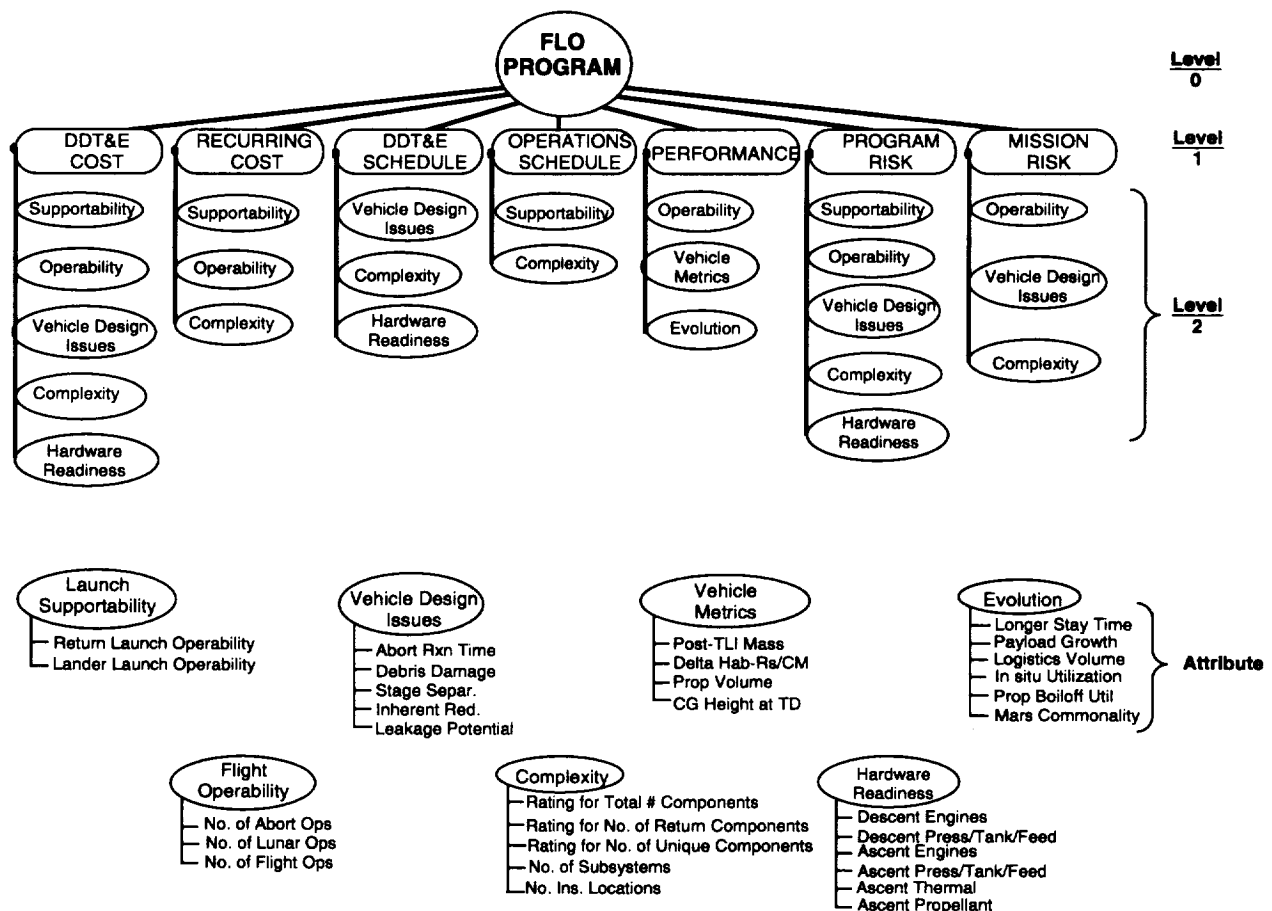 FLO
PROGRAM
Level
0
DDT&E
COST
RECURRING
COST
DDT&E
SCHEDULE
OPERATIONS
SCHEDULE
PERFORMANCE
PROGRAM
RISK
MISSION
RISK
Level
1
Supportability
Operability
Vehicle Design
Issues
Complexity
Hardware
Readiness
Supportability
Operability
Complexity
Vehicle Design
Issues
Complexity
Hardware
Readiness
Supportability
Complexity
Operability
Vehicle
Metrics
Evolution
Supportability
Operability
Vehicle Design
Issues
Complexity
Hardware
Readiness
Operability
Vehicle Design
Issues
Complexity
Level
2
Launch
Supportability
Return Launch Operability
Lander Launch Operability
Vehicle Design
Issues
Abort Rxn Time
Debris Damage
Stage Separ.
Inherent Red.
Leakage Potential
Vehicle
Metrics
Post-TLI Mass
Delta Hab-Rs/CM
Prop Volume
CG Height at TD
Evolution
Longer Stay Time
Payload Growth
Logistics Volume
In situ Utilization
Prop Boiloff Util
Mars Commonality
Attribute
Flight
Operability
No. of Abort Ops
No. of Lunar Ops
No. of Flight Ops
Complexity
Rating for Total # Components
Rating for No. of Return Components
Rating for No. of Unique Components
No. of Subsystems
No. Ins. Locations
Hardware
Readiness
Descent Engines
Descent Press/Tank/Feed
Ascent Engines
Ascent Press/Tank/Feed
Ascent Thermal
Ascent Propellant